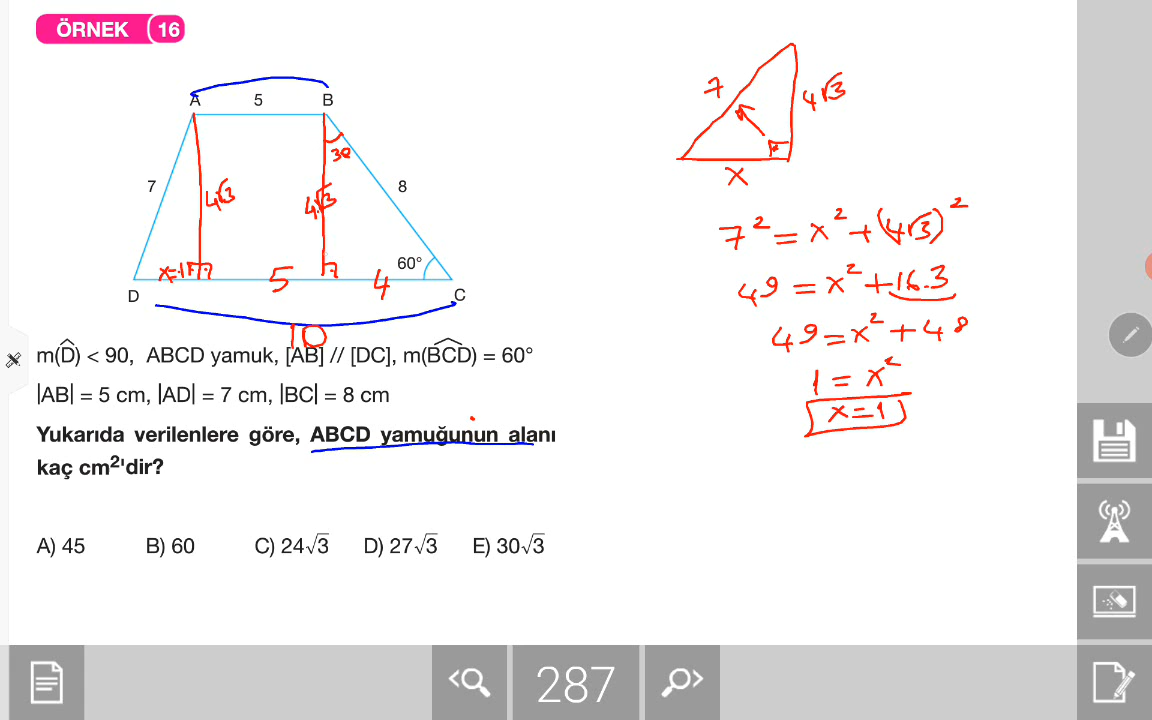 ÖRNEK 16
A 5 B
30
7
4√3
4√3
8
7
4√3
x
x=1
5
4
60°
D
C
10
7² = x² + (4√3)²
49 = x² + 16.3
49 = x² + 48
1 = x²
x = 1
m(D̂) < 90, ABCD yamuk, [AB] // [DC], m(BĈD) = 60°
|AB| = 5 cm, |AD| = 7 cm, |BC| = 8 cm
Yukarıda verilenlere göre, ABCD yamuğunun alanı
kaç cm²'dir?
A) 45 B) 60 C) 24√3 D) 27√3 E) 30√3
287